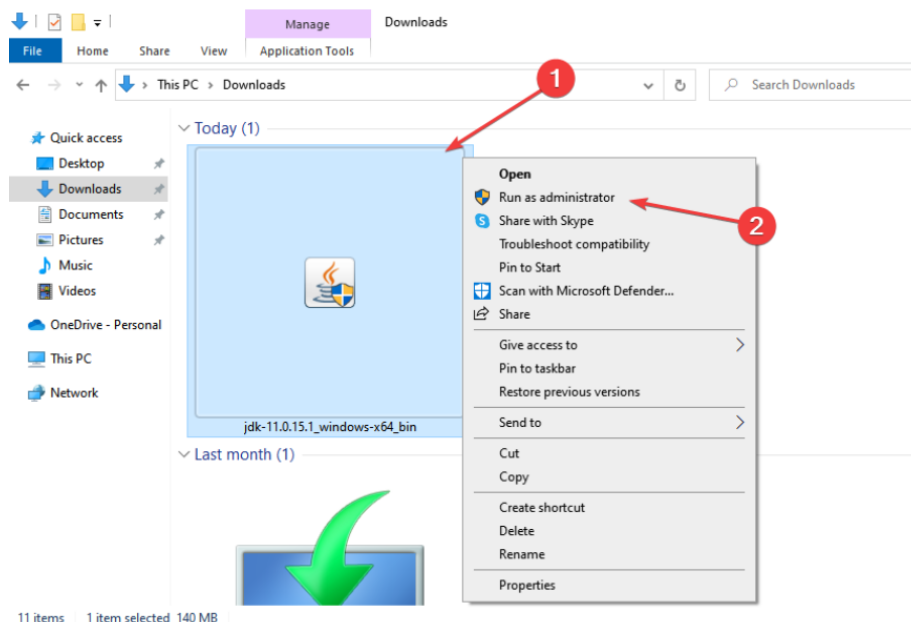 Manage
Downloads
File
Home
Share
View
Application Tools
This PC
Downloads
Search Downloads
1
Quick access
Desktop
Downloads
Documents
Pictures
Music
Videos
OneDrive - Personal
This PC
Network
Today (1)
jdk-11.0.15.1_windows-x64_bin
Last month (1)
Open
Run as administrator
2
Share with Skype
Troubleshoot compatibility
Pin to Start
Scan with Microsoft Defender...
Share
Give access to
Pin to taskbar
Restore previous versions
Send to
Cut
Copy
Create shortcut
Delete
Rename
Properties
11 items
1 item selected 140 MB